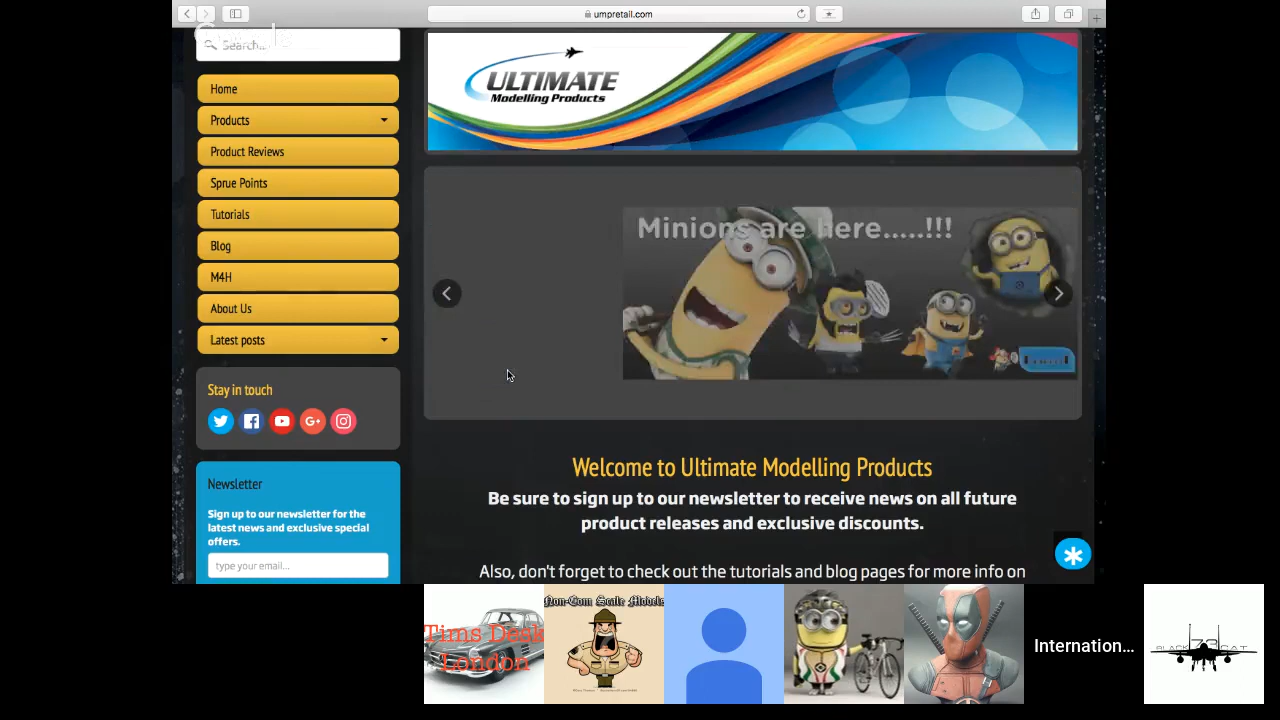 umpretail.com
Search...
Home
Products
Product Reviews
Sprue Points
Tutorials
Blog
M4H
About Us
Latest posts
Stay in touch
Newsletter
Sign up to our newsletter for the
latest news and exclusive special
offers.
type your email...
ULTIMATE
Modelling Products
Minions are here.....!!!
Welcome to Ultimate Modelling Products
Be sure to sign up to our newsletter to receive news on all future
product releases and exclusive discounts.
Also, don't forget to check out the tutorials and blog pages for more info on
Tims Desk
London
Non-Com Scale Models
Internation...